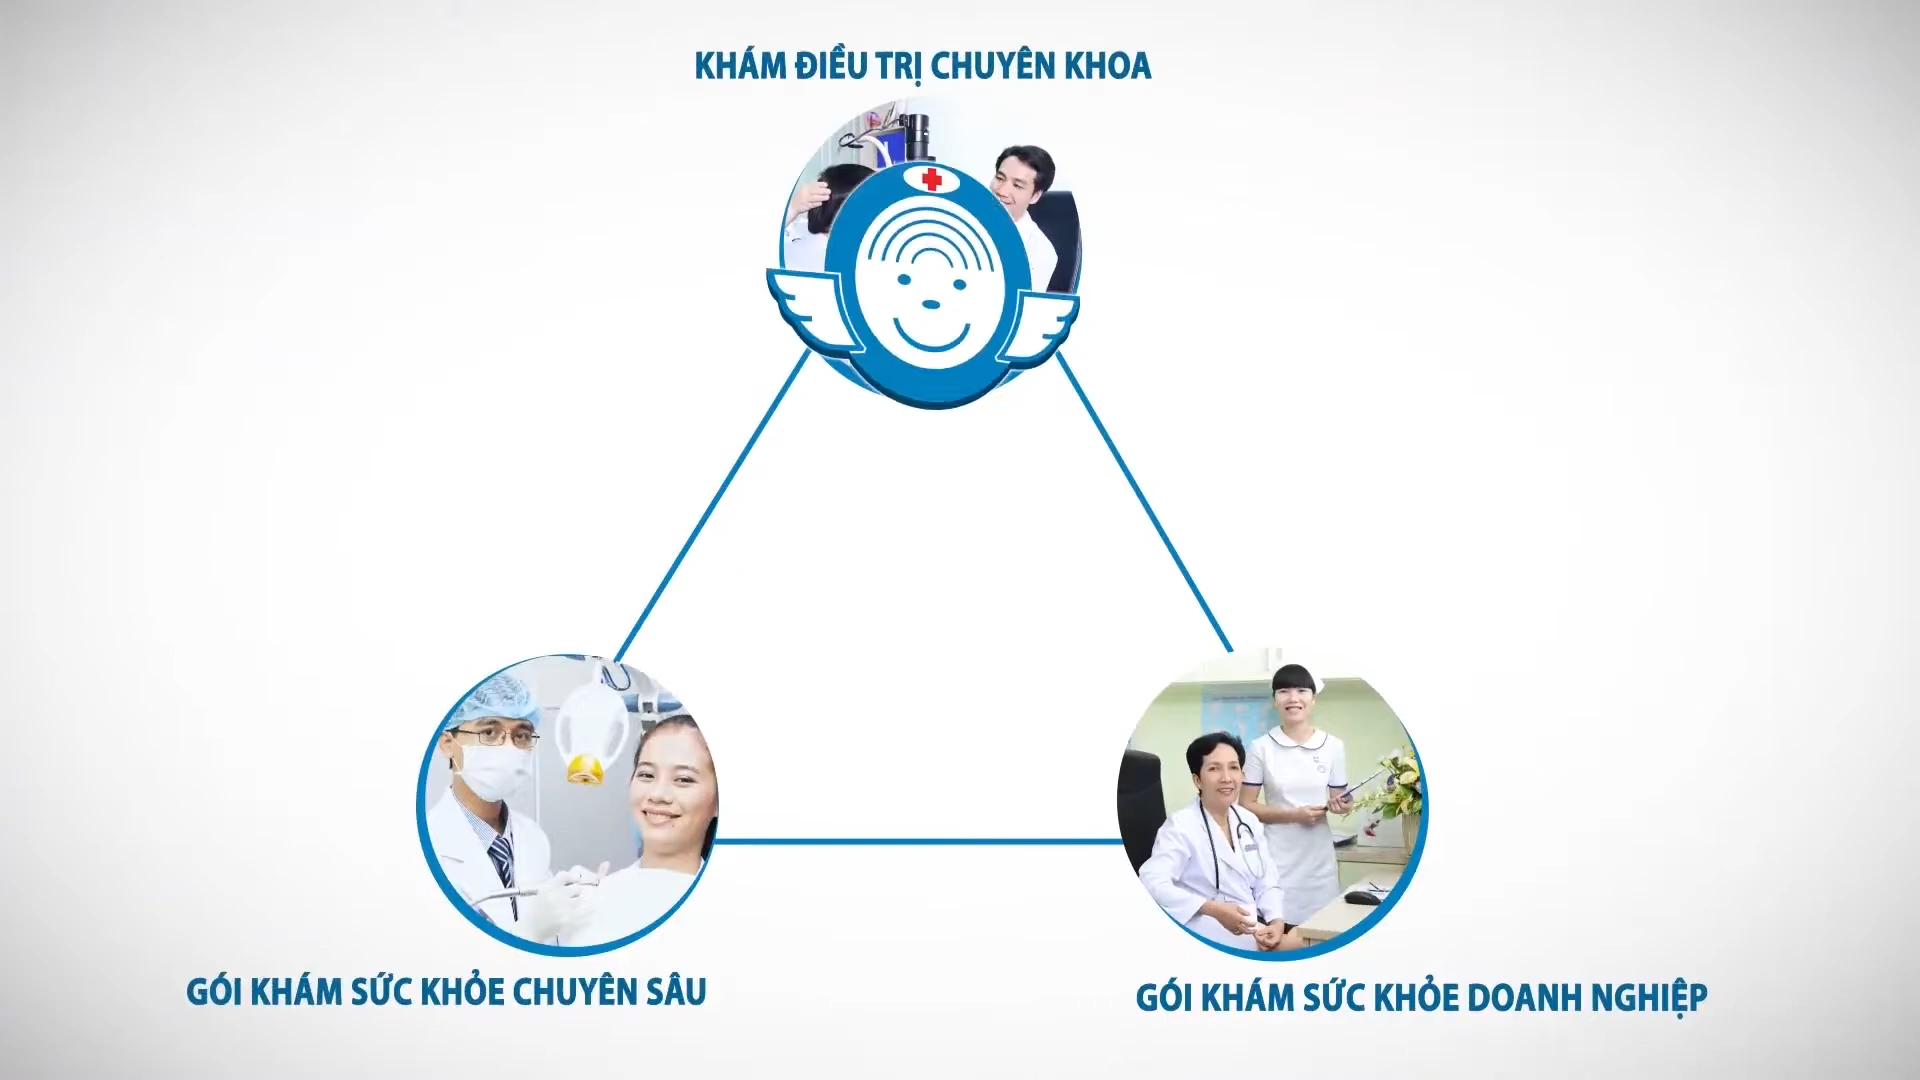 KHÁM ĐIỀU TRỊ CHUYÊN KHOA
GÓI KHÁM SỨC KHỎE CHUYÊN SÂU
GÓI KHÁM SỨC KHỎE DOANH NGHIỆP